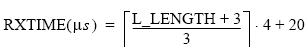 RXTIME(μs) = ⌈(L_LENGTH + 3) / 3⌉ · 4 + 20